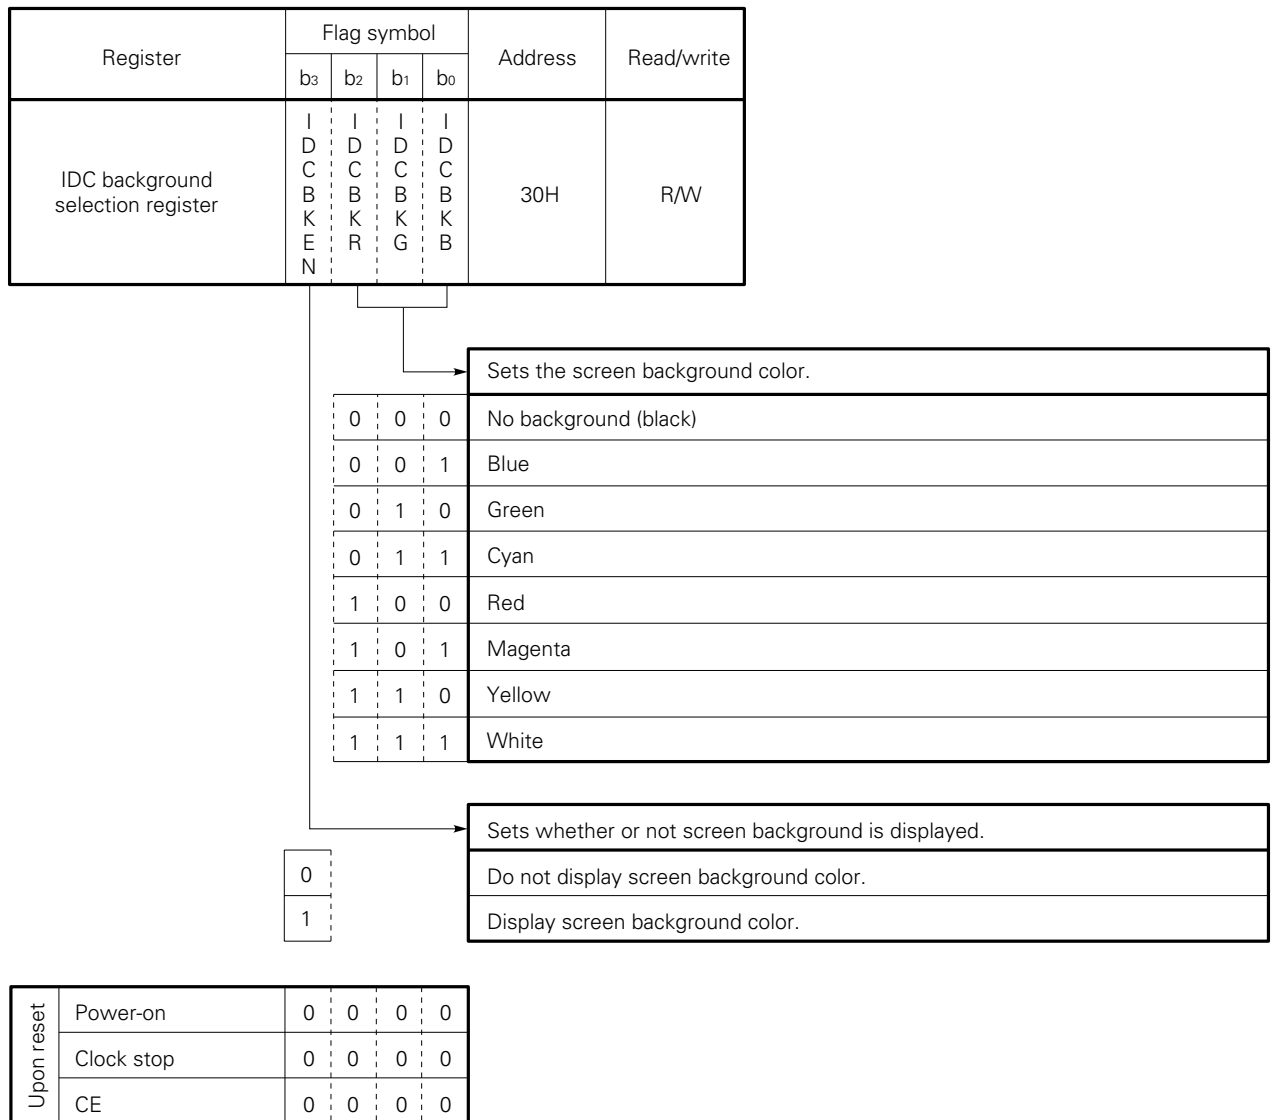 Register Flag symbol Address Read/write
b3 b2 b1 b0
IDC background selection register IDCBKEN IDCBKR IDCBKG IDCBKB 30H R/W
Sets the screen background color.
0 0 0 No background (black)
0 0 1 Blue
0 1 0 Green
0 1 1 Cyan
1 0 0 Red
1 0 1 Magenta
1 1 0 Yellow
1 1 1 White
Sets whether or not screen background is displayed.
0 Do not display screen background color.
1 Display screen background color.
Upon reset
Power-on 0 0 0 0
Clock stop 0 0 0 0
CE 0 0 0 0